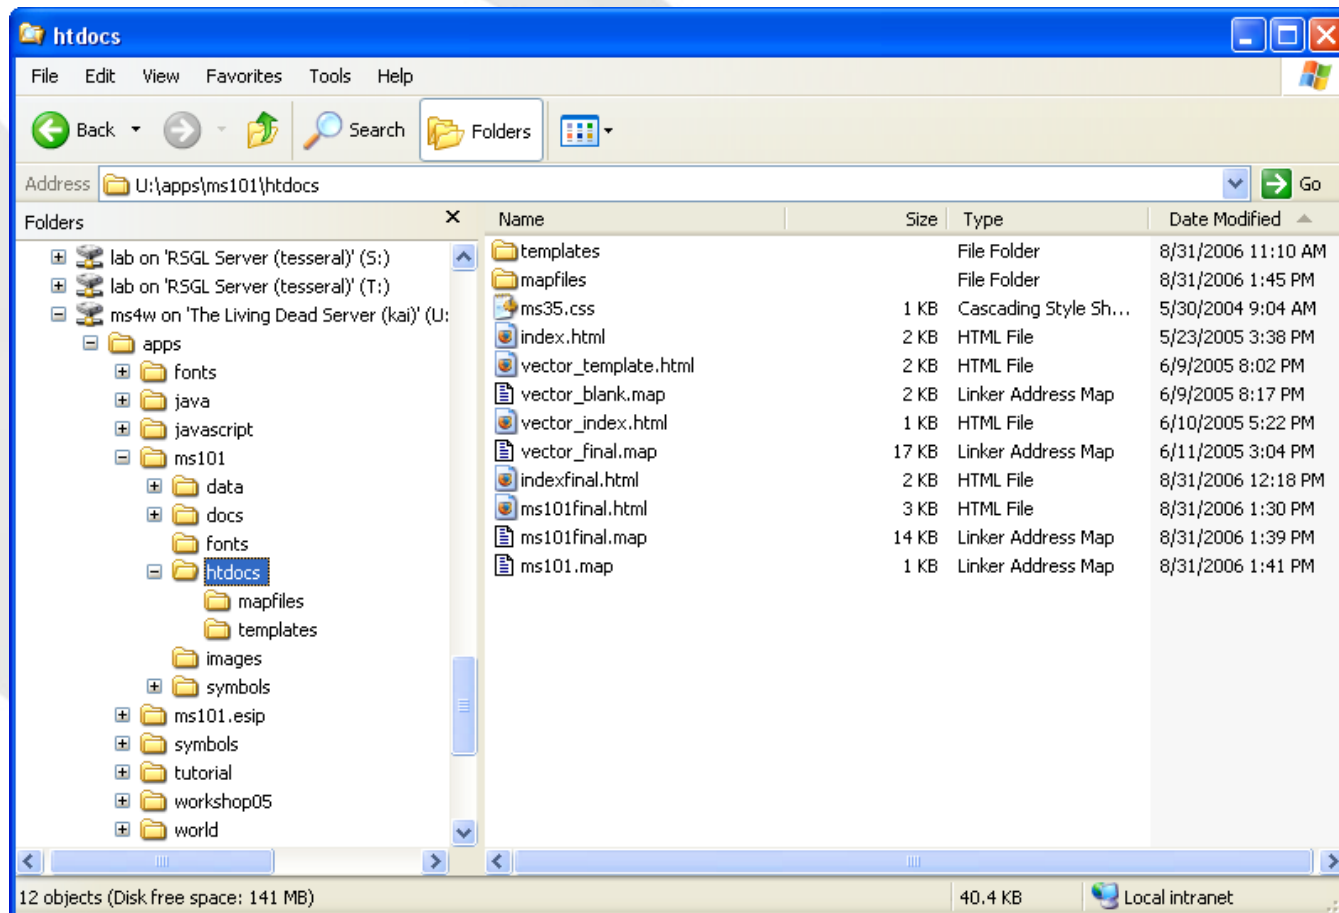 htdocs
File Edit View Favorites Tools Help
Back Search Folders
Address U:\apps\ms101\htdocs Go
Folders
lab on 'RSGL Server (tesseral)' (S:)
lab on 'RSGL Server (tesseral)' (T:)
ms4w on 'The Living Dead Server (kai)' (U:
apps
fonts
java
javascript
ms101
data
docs
fonts
htdocs
mapfiles
templates
images
symbols
ms101.esip
symbols
tutorial
workshop05
world
Name Size Type Date Modified
templates File Folder 8/31/2006 11:10 AM
mapfiles File Folder 8/31/2006 1:45 PM
ms35.css 1 KB Cascading Style Sh... 5/30/2004 9:04 AM
index.html 2 KB HTML File 5/23/2005 3:38 PM
vector_template.html 2 KB HTML File 6/9/2005 8:02 PM
vector_blank.map 2 KB Linker Address Map 6/9/2005 8:17 PM
vector_index.html 1 KB HTML File 6/10/2005 5:22 PM
vector_final.map 17 KB Linker Address Map 6/11/2005 3:04 PM
indexfinal.html 2 KB HTML File 8/31/2006 12:18 PM
ms101final.html 3 KB HTML File 8/31/2006 1:30 PM
ms101final.map 14 KB Linker Address Map 8/31/2006 1:39 PM
ms101.map 1 KB Linker Address Map 8/31/2006 1:41 PM
12 objects (Disk free space: 141 MB) 40.4 KB Local intranet